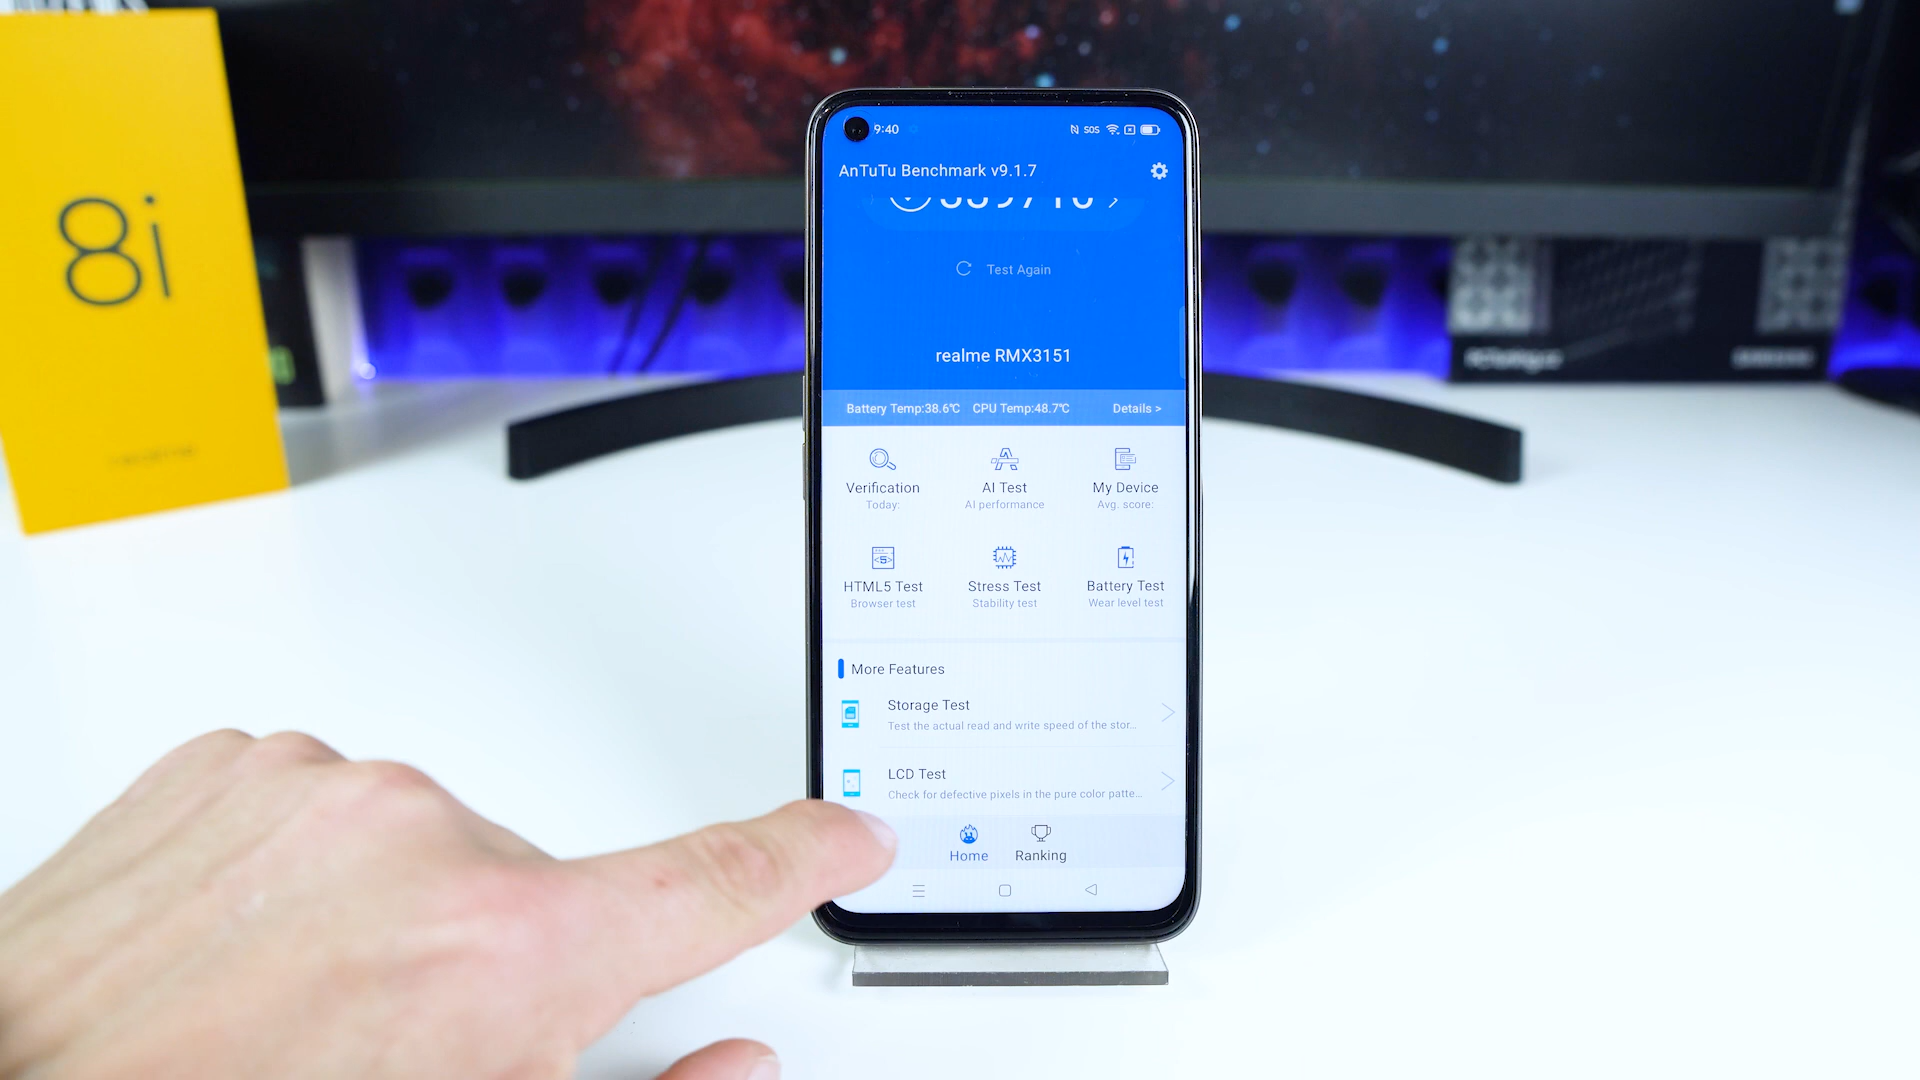 8i
9:40
SOS
AnTuTu Benchmark v9.1.7
Test Again
realme RMX3151
Battery Temp:38.6℃ CPU Temp:48.7℃ Details >
Verification AI Test My Device
Today: AI performance Avg. score:
HTML5 Test Stress Test Battery Test
Browser test Stability test Wear level test
More Features
Storage Test
Test the actual read and write speed of the stor...
LCD Test
Check for defective pixels in the pure color patte...
Home Ranking